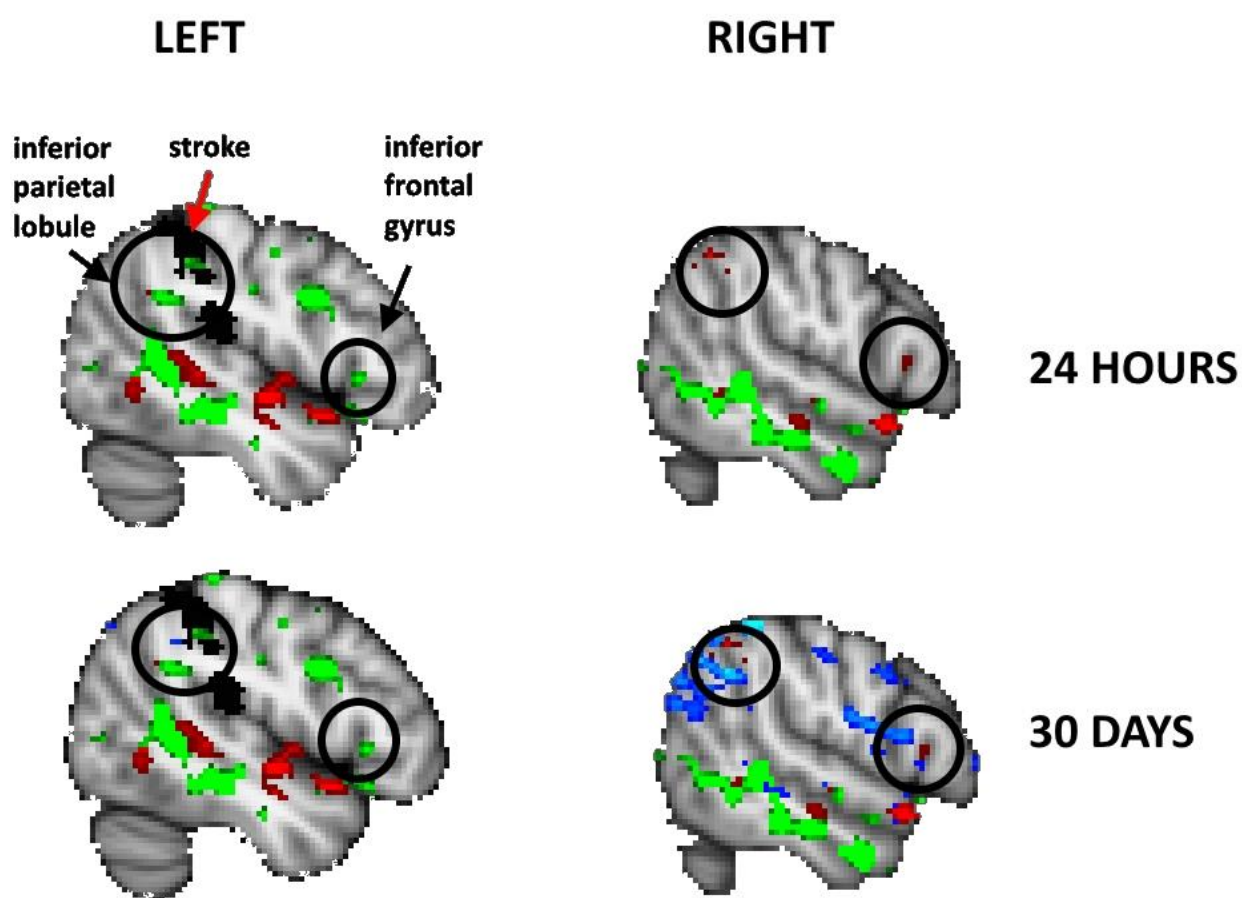 LEFT
RIGHT
inferior
parietal
lobule
stroke
inferior
frontal
gyrus
24 HOURS
30 DAYS